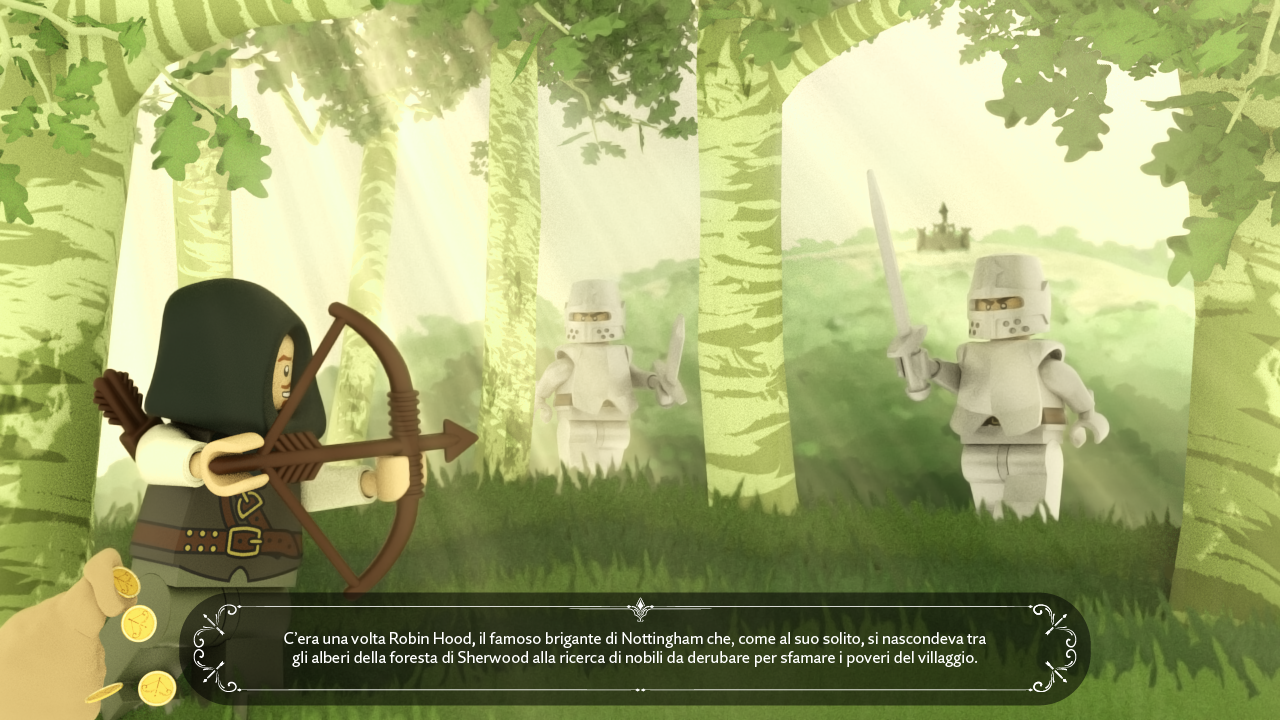 C'era una volta Robin Hood, il famoso brigante di Nottingham che, come al suo solito, si nascondeva tra
gli alberi della foresta di Sherwood alla ricerca di nobili da derubare per sfamare i poveri del villaggio.